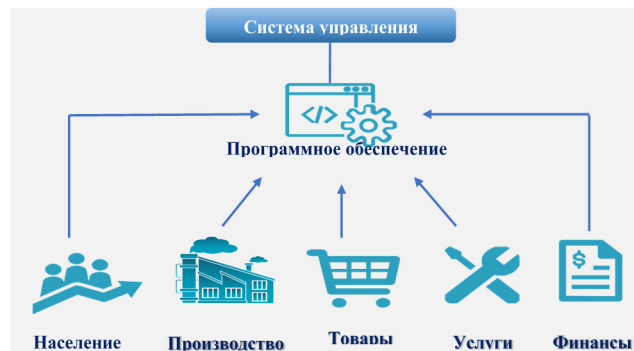 Система управления
</>
Программное обеспечение
$
Население
Производство
Товары
Услуги
Финансы